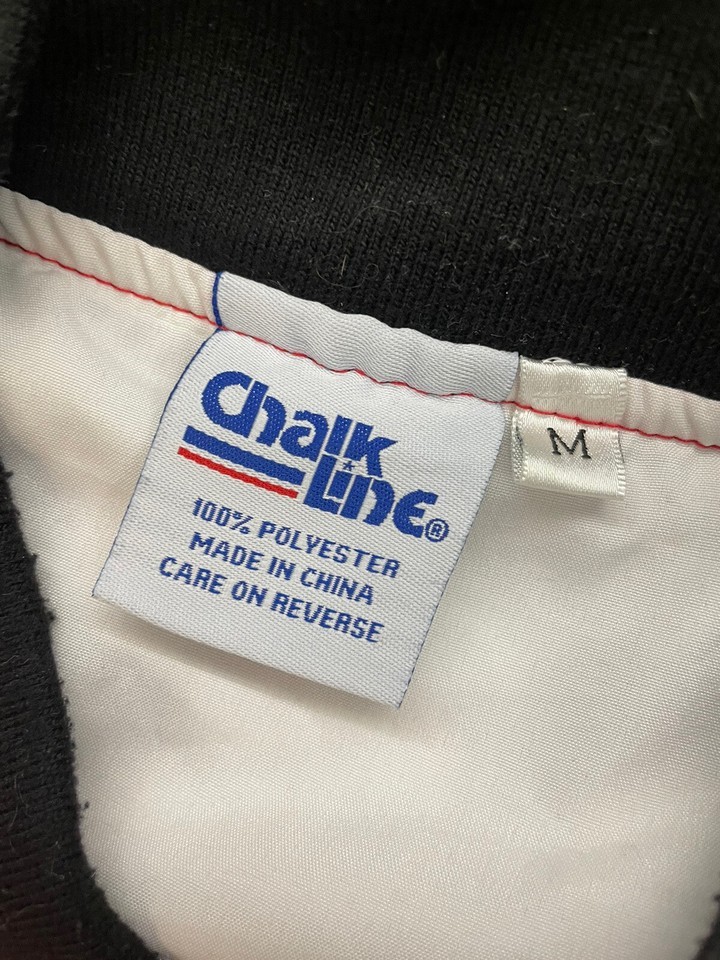 Chalk
Line®
100% POLYESTER
MADE IN CHINA
CARE ON REVERSE
M